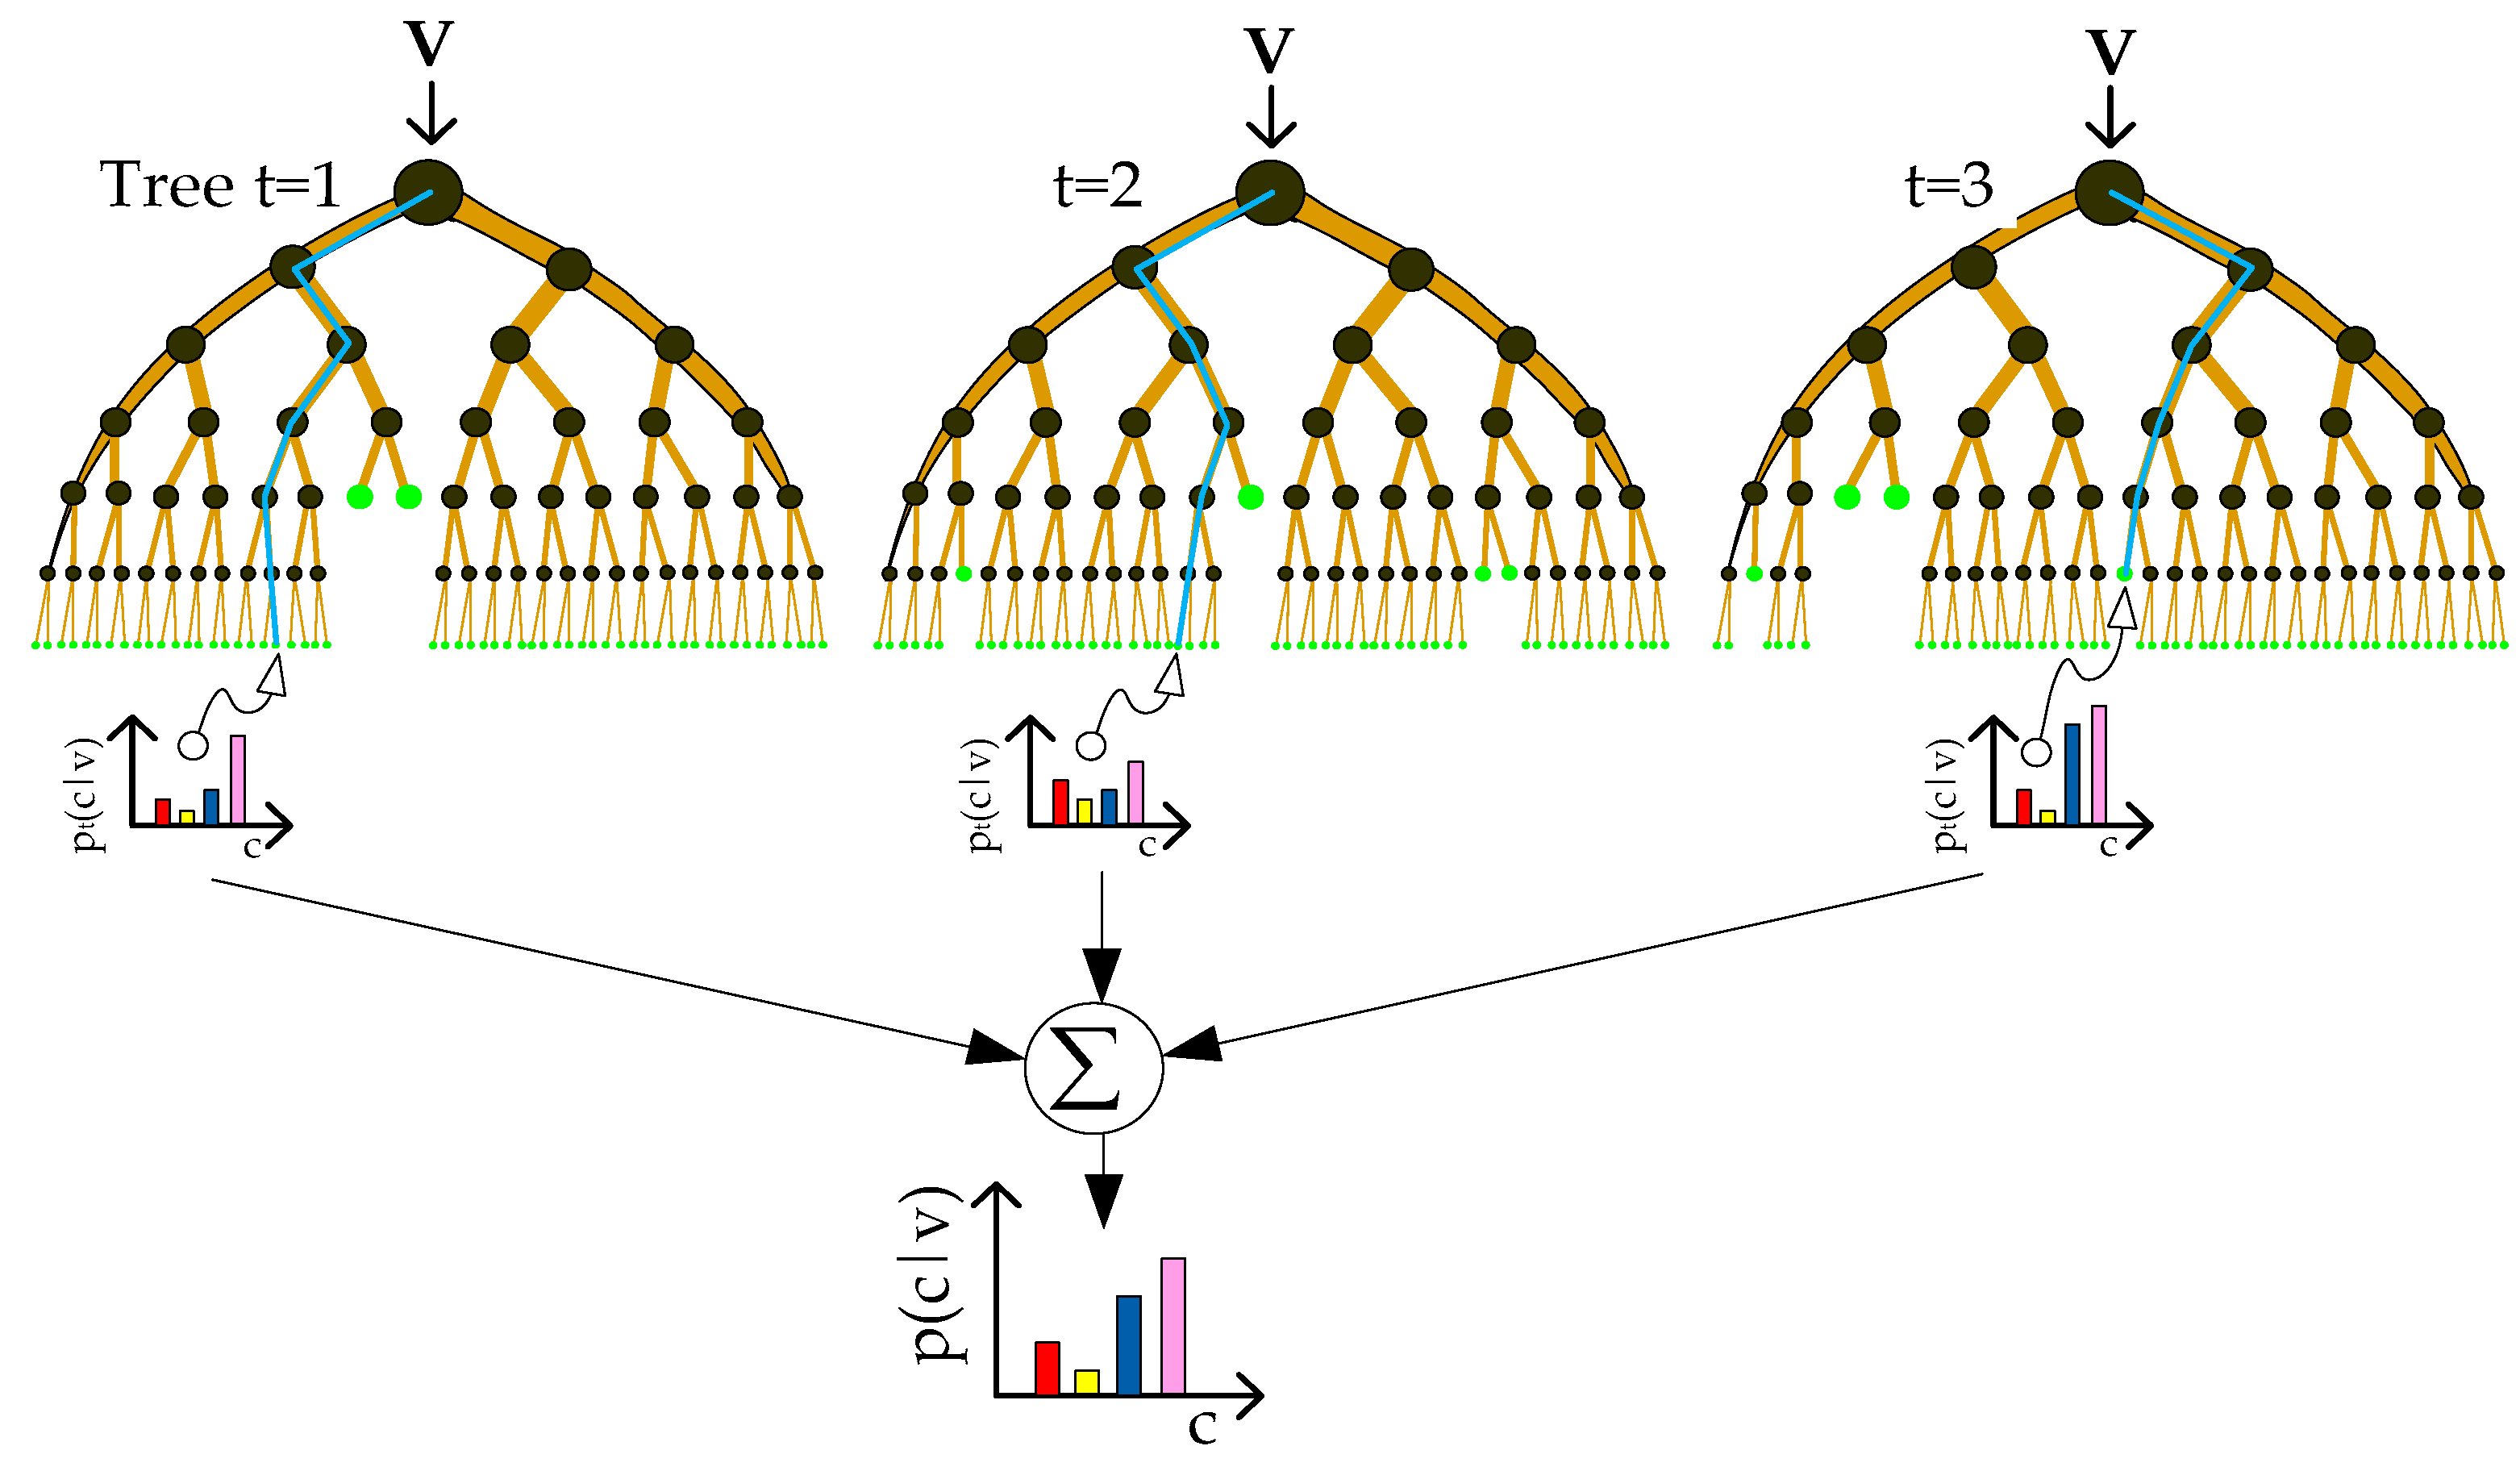 v
v
v
Tree t=1
t=2
t=3
pt(c|v)
c
pt(c|v)
c
pt(c|v)
c
Σ
p(c|v)
c